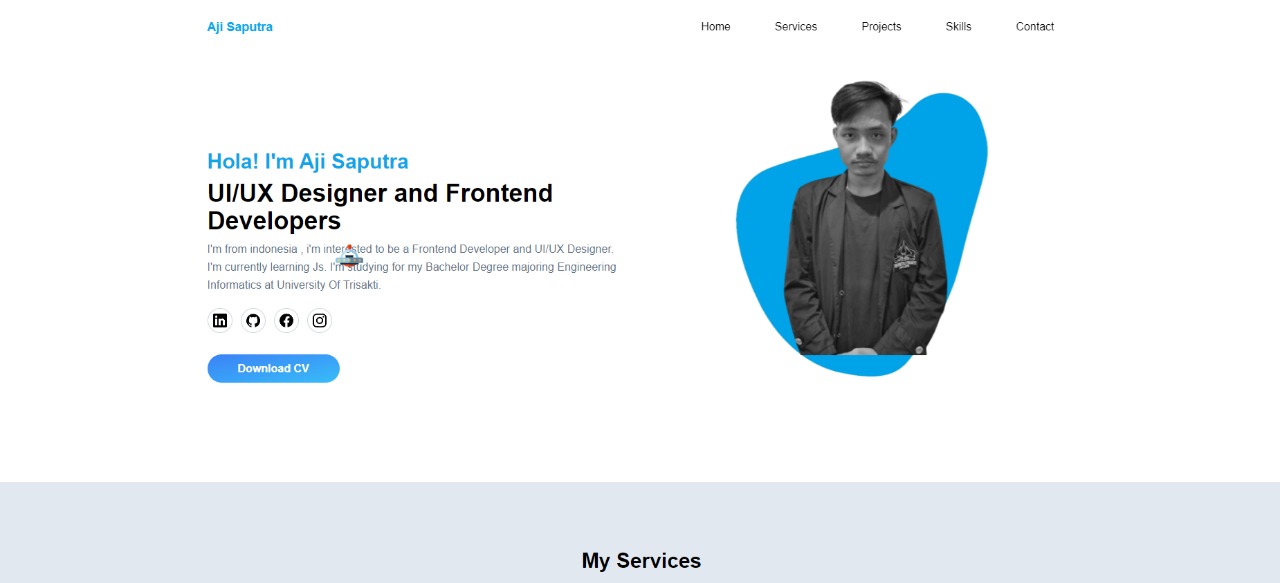 Aji Saputra
Home Services Projects Skills Contact
Hola! I'm Aji Saputra
UI/UX Designer and Frontend
Developers
I'm from indonesia , i'm interested to be a Frontend Developer and UI/UX Designer.
I'm currently learning Js. I'm studying for my Bachelor Degree majoring Engineering
Informatics at University Of Trisakti.
Download CV
My Services